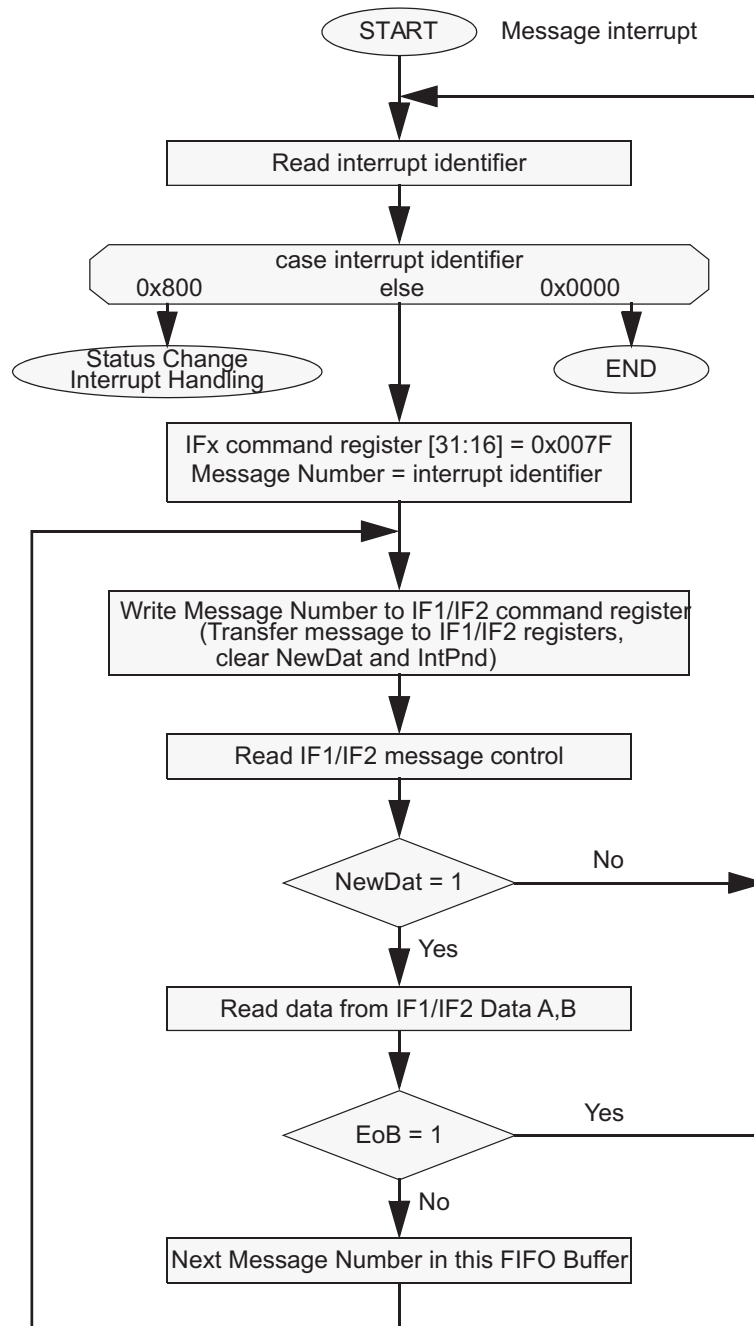 START Message interrupt
Read interrupt identifier
case interrupt identifier
0x800 else 0x0000
Status Change
Interrupt Handling
END
IFx command register [31:16] = 0x007F
Message Number = interrupt identifier
Write Message Number to IF1/IF2 command register
(Transfer message to IF1/IF2 registers,
clear NewDat and IntPnd)
Read IF1/IF2 message control
NewDat = 1
No
Yes
Read data from IF1/IF2 Data A,B
EoB = 1
Yes
No
Next Message Number in this FIFO Buffer